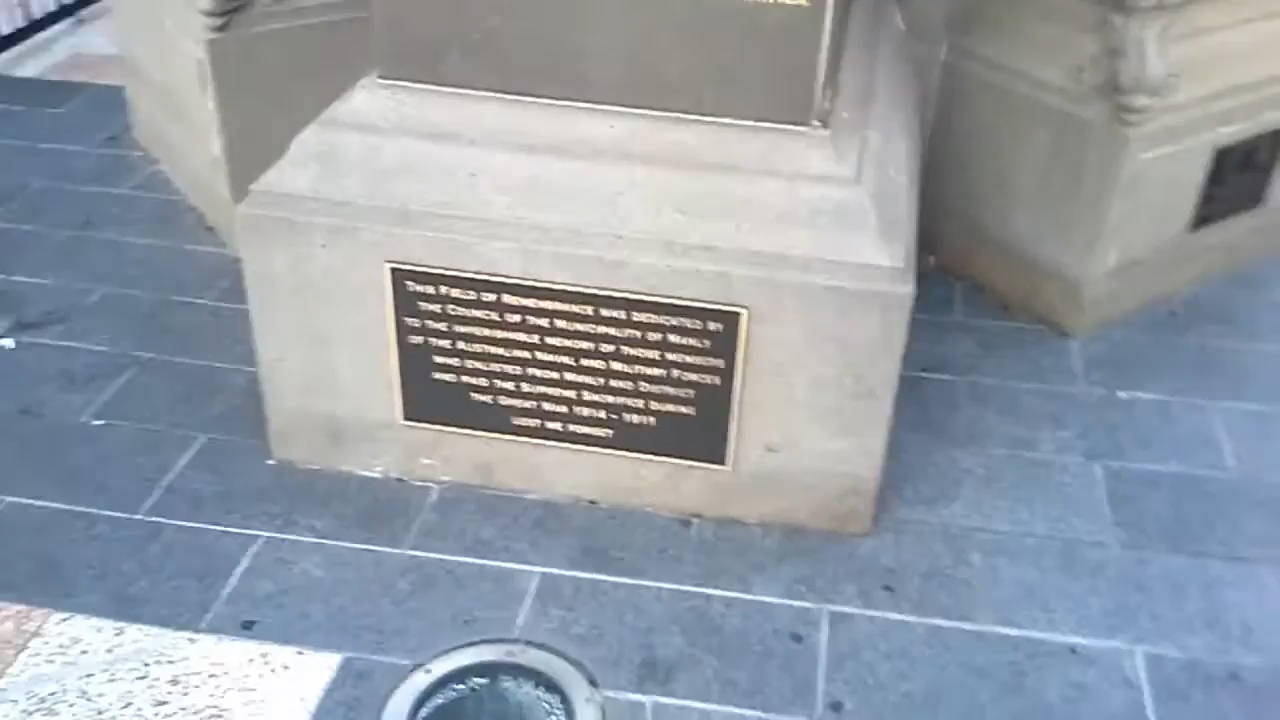 THIS FIELD OF REMEMBRANCE WAS DEDICATED BY
THE COUNCIL OF THE MUNICIPALITY OF MANLY
TO THE IMMEMORABLE MEMORY OF THOSE MEMBERS
OF THE AUSTRALIAN NAVAL AND MILITARY FORCES
WHO ENLISTED FROM MANLY AND DISTRICT
AND PAID THE SUPREME SACRIFICE DURING
THE GREAT WAR 1914 –
LEST WE FORGET